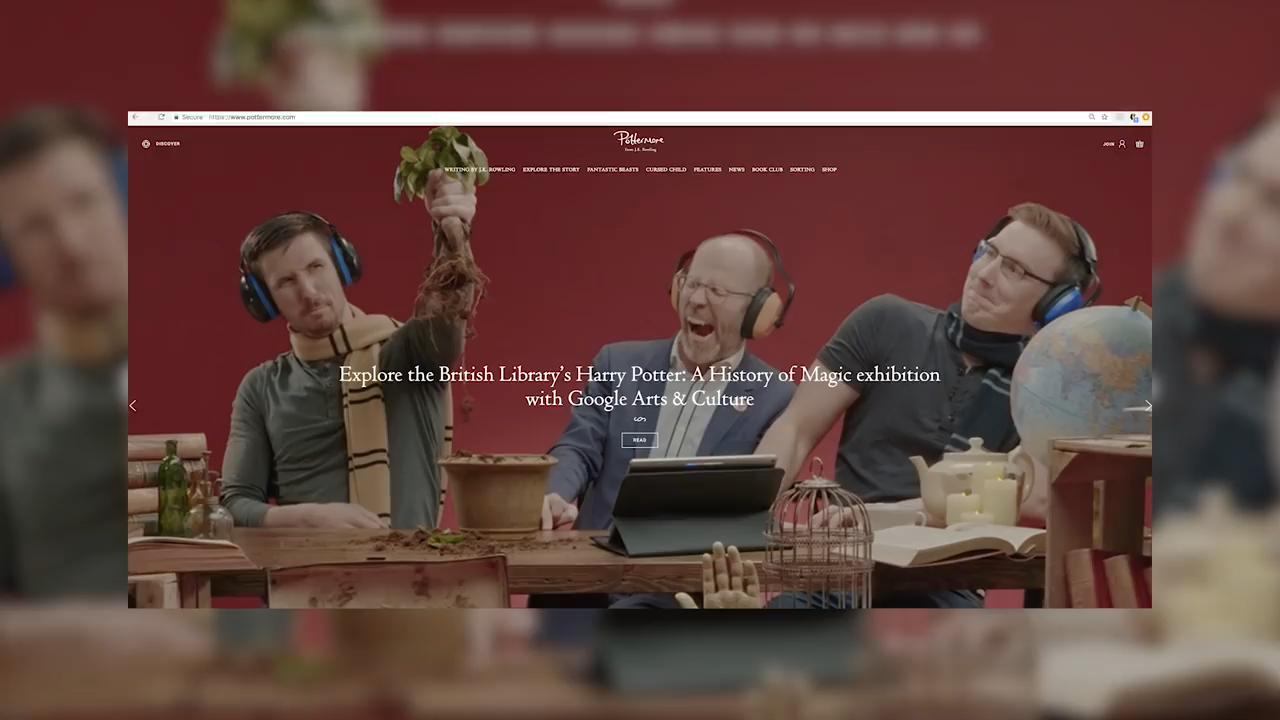 Secure https://www.pottermore.com
DISCOVER
Pottermore
from J.K. Rowling
JOIN
WRITING BY J.K. ROWLING EXPLORE THE STORY FANTASTIC BEASTS CURSED CHILD FEATURES NEWS BOOK CLUB SORTING SHOP
Explore the British Library's Harry Potter: A History of Magic exhibition
with Google Arts & Culture
READ